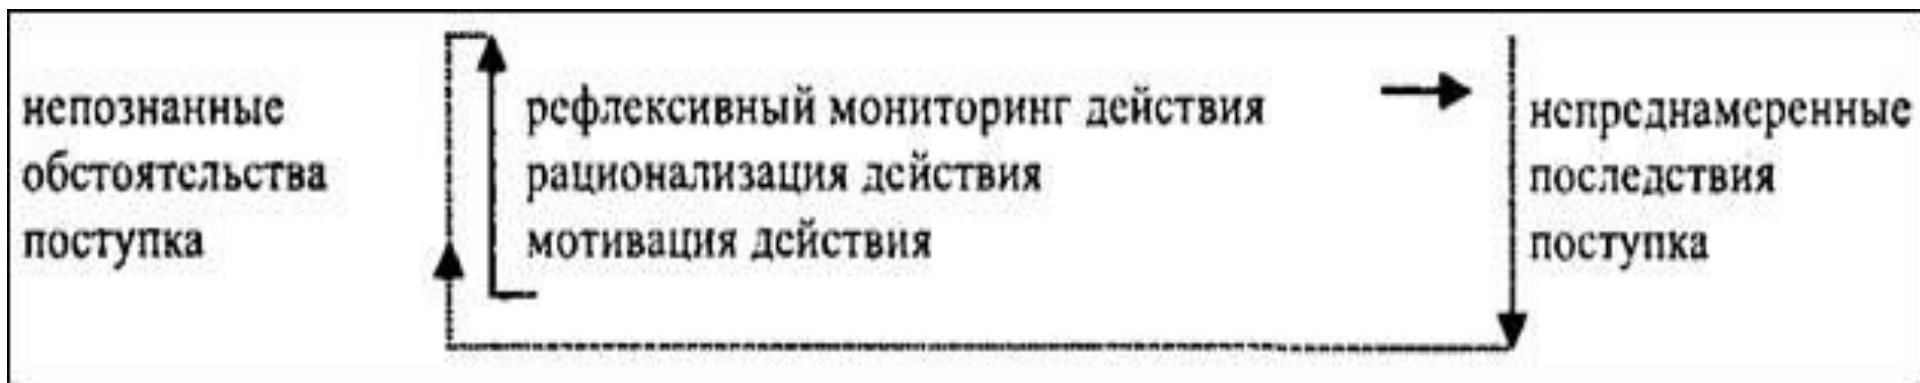 непознанные
обстоятельства
поступка
рефлексивный мониторинг действия
рационализация действия
мотивация действия
непреднамеренные
последствия
поступка